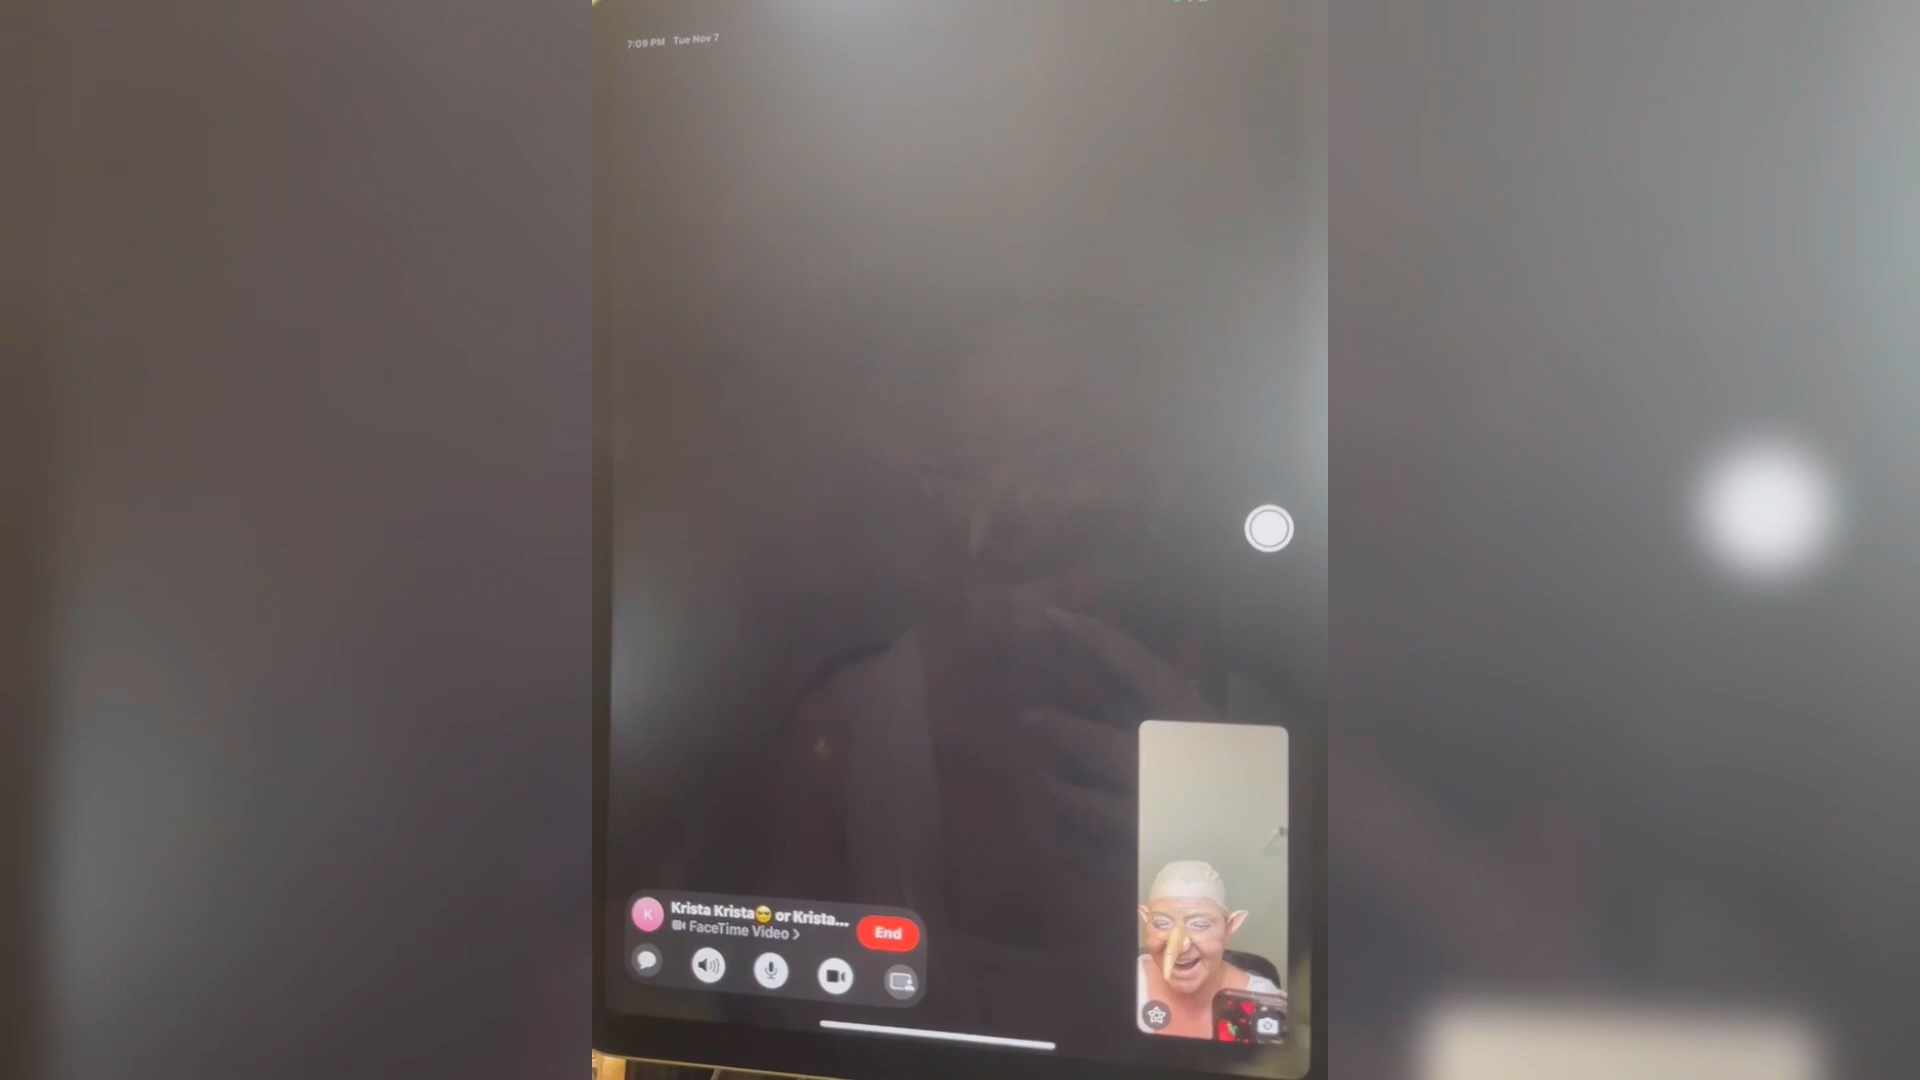 7:09 PM Tue Nov 7
K
Krista Krista😎 or Krista...
FaceTime Video >
End